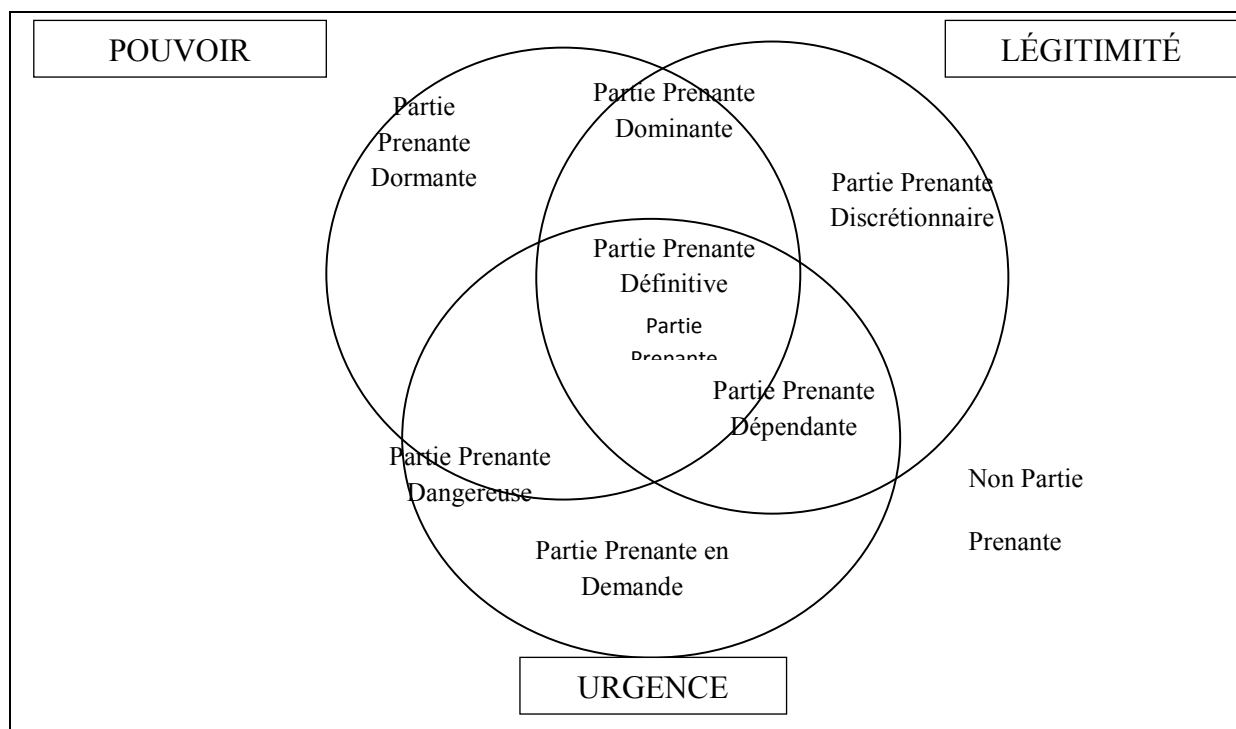 POUVOIR
LÉGITIMITÉ
Partie
Prenante
Dormante
Partie Prenante
Dominante
Partie Prenante
Discrétionnaire
Partie Prenante
Définitive
Partie
Prenante
Partie Prenante
Dépendante
Partie Prenante
Dangereuse
Non Partie
Prenante
Partie Prenante en
Demande
URGENCE